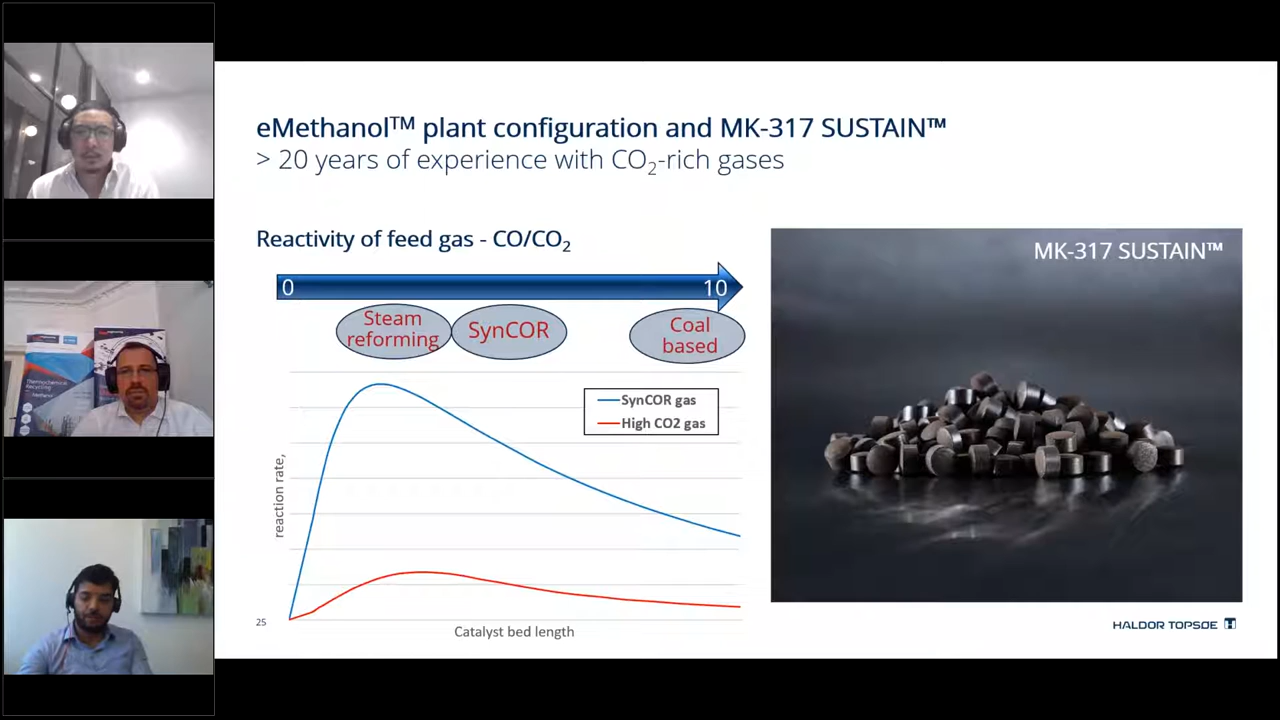 eMethanol™ plant configuration and MK-317 SUSTAIN™
> 20 years of experience with CO₂-rich gases
Reactivity of feed gas - CO/CO₂
0
10
Steam
reforming
SynCOR
Coal
based
SynCOR gas
High CO2 gas
reaction rate,
Catalyst bed length
25
MK-317 SUSTAIN™
HALDOR TOPSØE